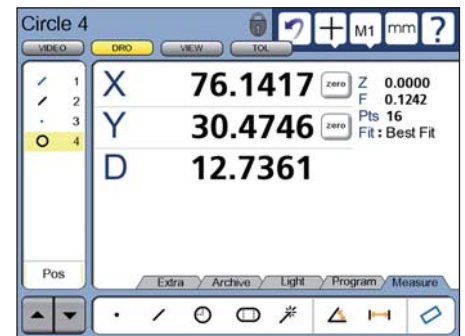 Circle 4
M1 mm ?
VIDEO DRO VIEW TOL
1
2
3
4
X 76.1417 zero
Y 30.4746 zero
D 12.7361
Z 0.0000
F 0.1242
Pts 16
Fit : Best Fit
Pos
Extra Archive Light Program Measure